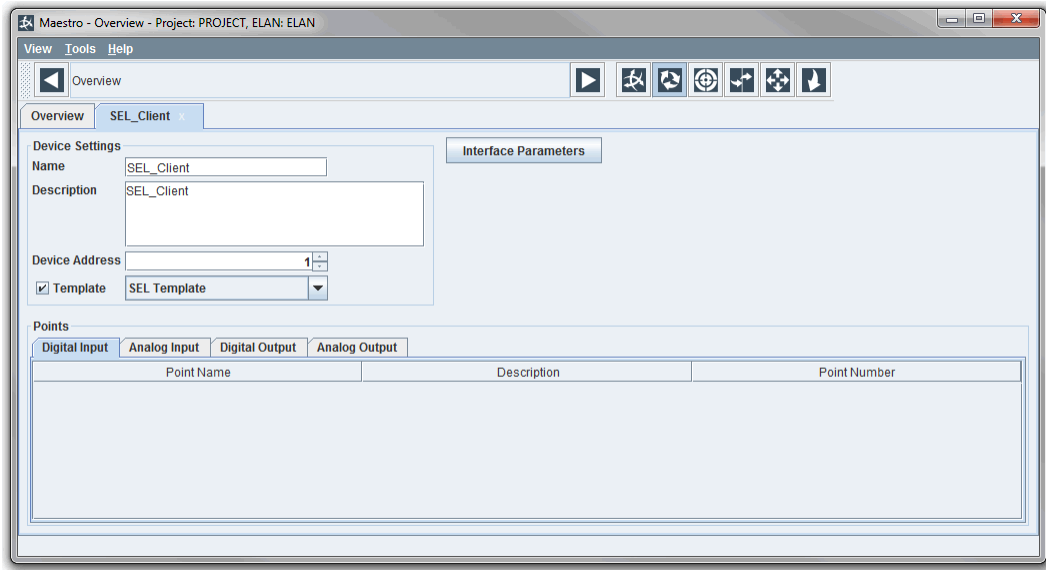 Maestro - Overview - Project: PROJECT, ELAN: ELAN
View Tools Help
Overview
Overview SEL_Client x
Device Settings
Interface Parameters
Name SEL_Client
Description SEL_Client
Device Address 1
Template SEL Template
Points
Digital Input Analog Input Digital Output Analog Output
Point Name Description Point Number